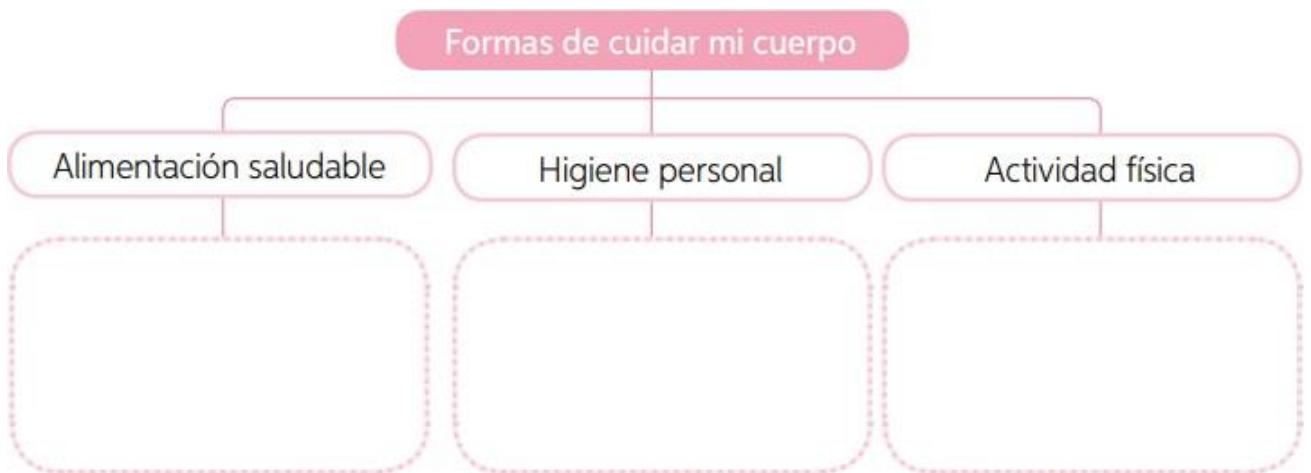 Formas de cuidar mi cuerpo
Alimentación saludable
Higiene personal
Actividad física